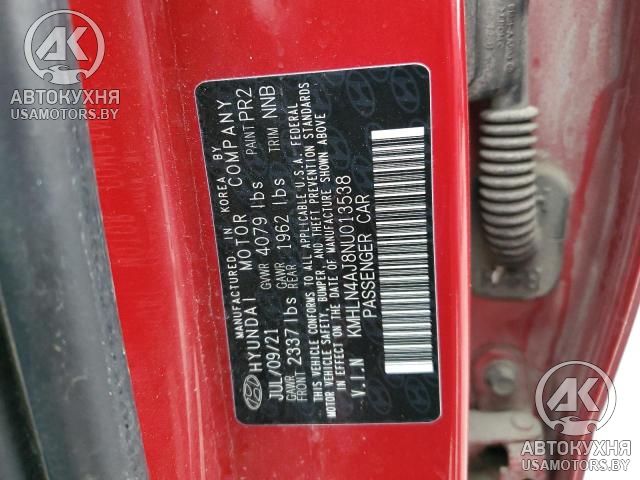 MANUFACTURED IN KOREA BY
HYUNDAI MOTOR COMPANY
JUL/09/21 GVWR 4079 lbs PAINT PR2
GAWR FRONT 2337 lbs GAWR REAR 1962 lbs TRIM NNB
THIS VEHICLE CONFORMS TO ALL APPLICABLE U.S.A. FEDERAL
MOTOR VEHICLE SAFETY, BUMPER, AND THEFT PREVENTION STANDARDS
IN EFFECT ON THE DATE OF MANUFACTURE SHOWN ABOVE
V.I.N KMHLN4AJ8NU013538
PASSENGER CAR
АК
АВТОКУХНЯ
USAMOTORS.BY
АК
АВТОКУХНЯ
USAMOTORS.BY